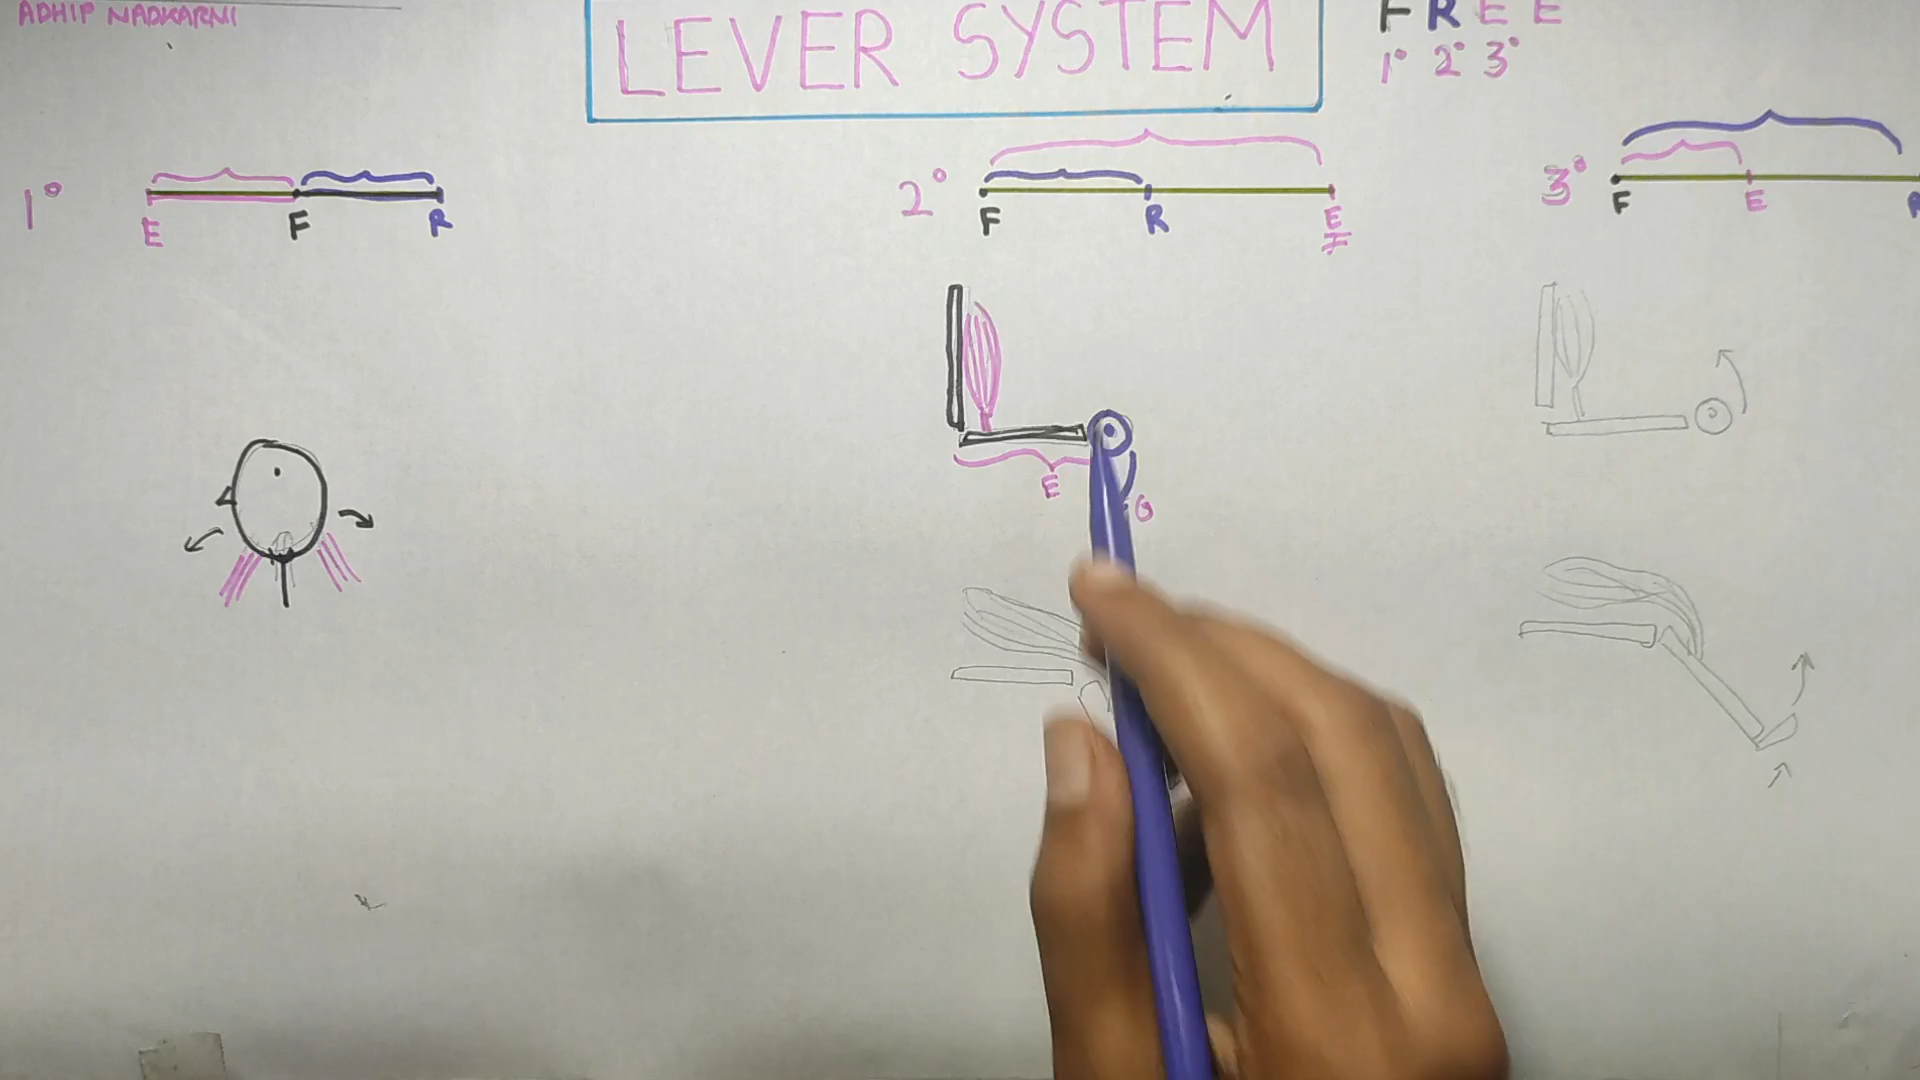 ADHIP NADKARNI
LEVER SYSTEM
F R E E
1° 2° 3°
1°
E F R
2°
F R E
3°
F E R
E
G